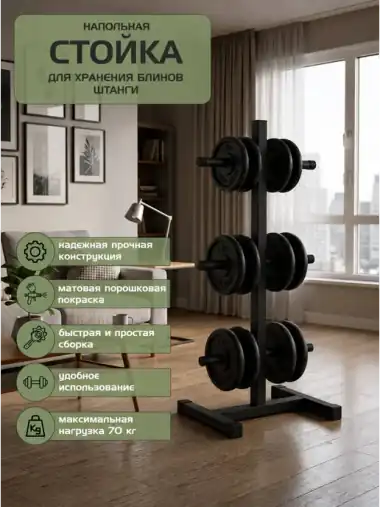 НАПОЛЬНАЯ
СТОЙКА
ДЛЯ ХРАНЕНИЯ БЛИНОВ
ШТАНГИ
надежная прочная
конструкция
матовая порошковая
покраска
быстрая и простая
сборка
удобное
использование
Kg
максимальная
нагрузка 70 кг